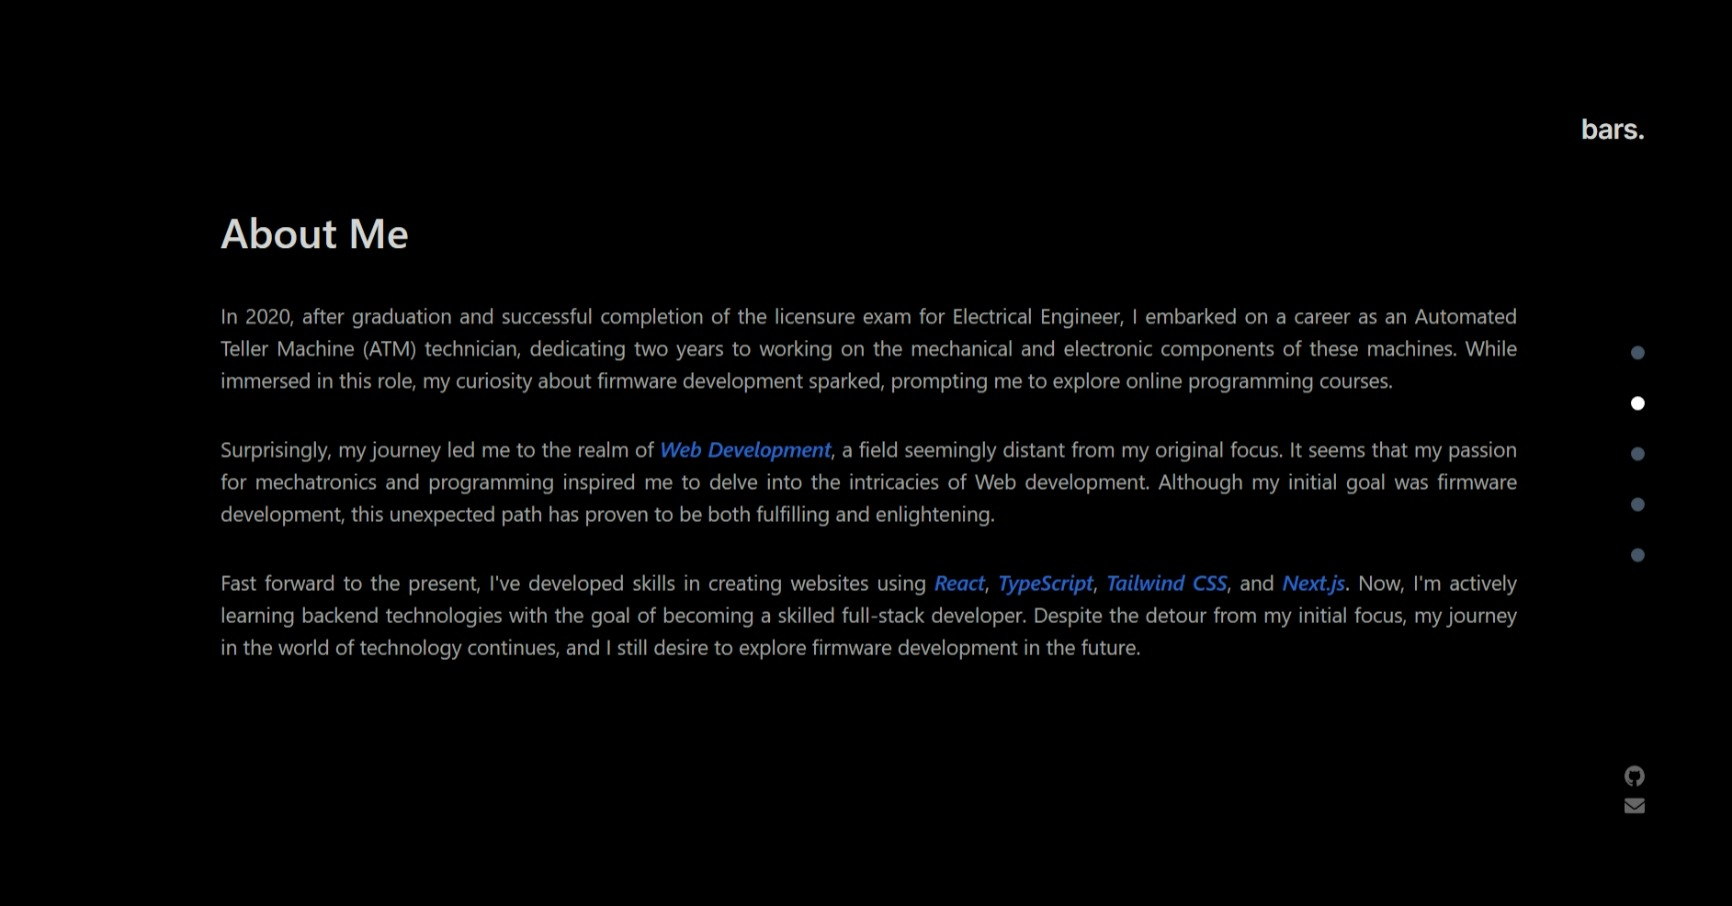 bars.
About Me
In 2020, after graduation and successful completion of the licensure exam for Electrical Engineer, I embarked on a career as an Automated
Teller Machine (ATM) technician, dedicating two years to working on the mechanical and electronic components of these machines. While
immersed in this role, my curiosity about firmware development sparked, prompting me to explore online programming courses.
Surprisingly, my journey led me to the realm of Web Development, a field seemingly distant from my original focus. It seems that my passion
for mechatronics and programming inspired me to delve into the intricacies of Web development. Although my initial goal was firmware
development, this unexpected path has proven to be both fulfilling and enlightening.
Fast forward to the present, I've developed skills in creating websites using React, TypeScript, Tailwind CSS, and Next.js. Now, I'm actively
learning backend technologies with the goal of becoming a skilled full-stack developer. Despite the detour from my initial focus, my journey
in the world of technology continues, and I still desire to explore firmware development in the future.